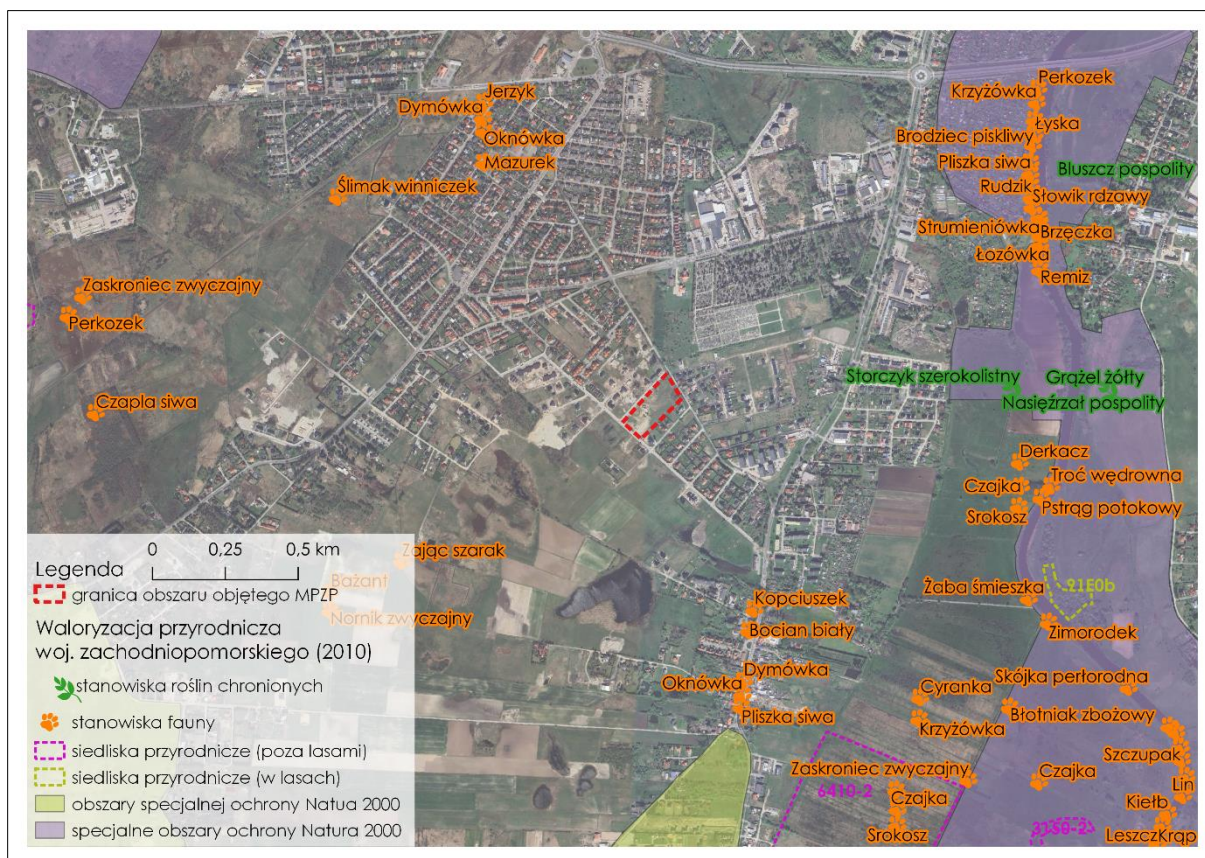 Perkozek
Krzyżówka
Jerzyk
Dymówka
Łyska
Oknówka
Brodziec piskliwy
Mazurek
Pliszka siwa
Bluszcz pospolity
Ślimak winniczek
Rudzik
Słowik rdzawy
Strumieniówka
Brzęczka
Łozówka
Remiz
Zaskroniec zwyczajny
Perkozek
Storczyk szerokolistny
Grążel żółty
Nasięźrzał pospolity
Czapla siwa
Derkacz
Troć wędrowna
Czajka
Pstrąg potokowy
Srokosz
Zając szarak
Bażant
Nornik zwyczajny
Żaba śmieszka
91E0b
Zimorodek
Kopciuszek
Bocian biały
Dymówka
Oknówka
Pliszka siwa
Skójka perłorodna
Cyranka
Krzyżówka
Błotniak zbożowy
Szczupak
Zaskroniec zwyczajny
6410-2
Czajka
Czajka
Lin
Kiełb
Srokosz
3150-2
Leszcz
Krąp
0 0,25 0,5 km
Legenda
granica obszaru objętego MPZP
Waloryzacja przyrodnicza
woj. zachodniopomorskiego (2010)
stanowiska roślin chronionych
stanowiska fauny
siedliska przyrodnicze (poza lasami)
siedliska przyrodnicze (w lasach)
obszary specjalnej ochrony Natua 2000
specjalne obszary ochrony Natura 2000